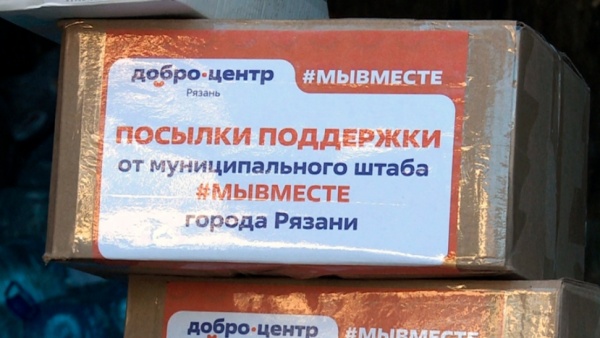 добро•центр #МЫВМЕСТЕ
Рязань
ПОСЫЛКИ ПОДДЕРЖКИ
от муниципального штаба
#МЫВМЕСТЕ
города Рязани
добро•центр #МЫВМЕСТЕ